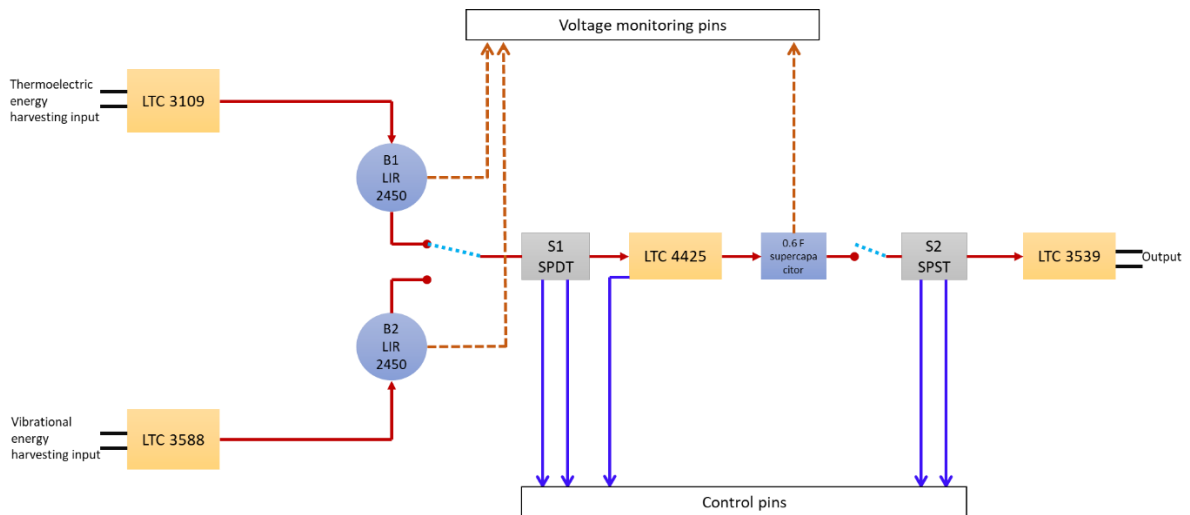 Voltage monitoring pins
Thermoelectric
energy
harvesting input
LTC 3109
B1
LIR
2450
S1
SPDT
LTC 4425
0.6 F
supercapa
citor
S2
SPST
LTC 3539
Output
B2
LIR
2450
Vibrational
energy
harvesting input
LTC 3588
Control pins